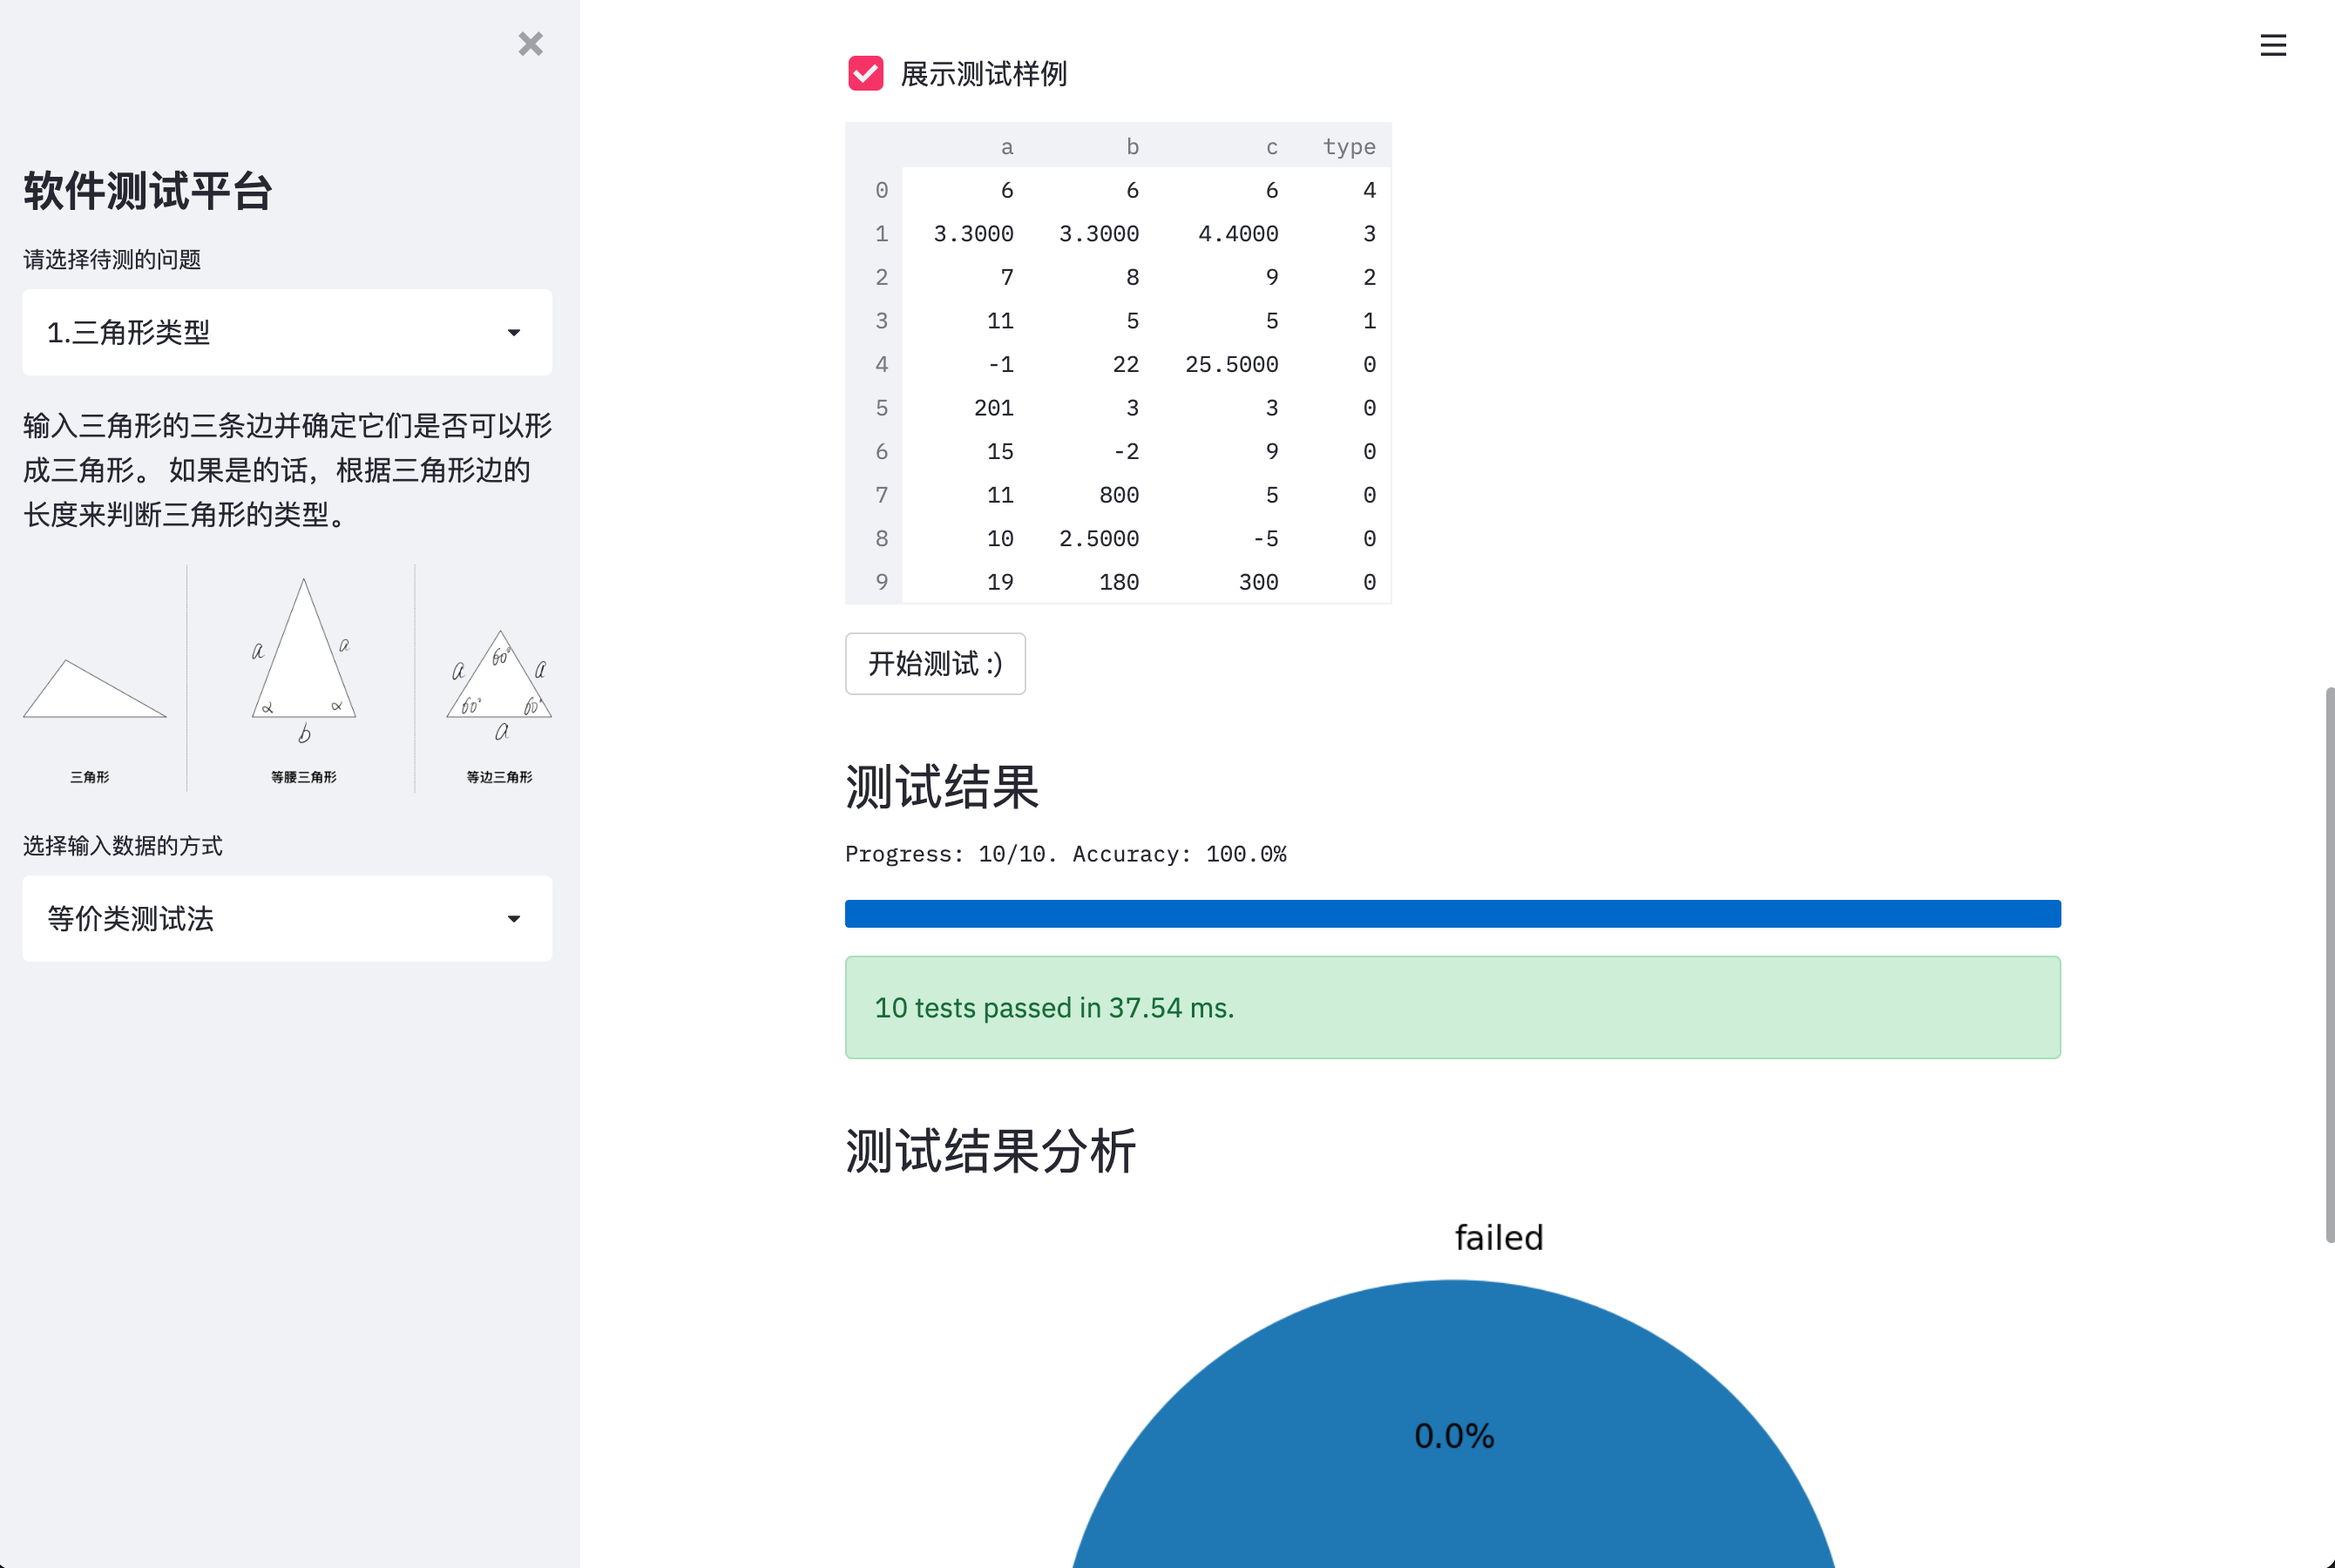 软件测试平台
请选择待测的问题
1.三角形类型
输入三角形的三条边并确定它们是否可以形
成三角形。 如果是的话，根据三角形边的
长度来判断三角形的类型。
a
a
α
α
b
60°
a
a
60°
60°
a
三角形
等腰三角形
等边三角形
选择输入数据的方式
等价类测试法
展示测试样例
a b c type
0 6 6 6 4
1 3.3000 3.3000 4.4000 3
2 7 8 9 2
3 11 5 5 1
4 -1 22 25.5000 0
5 201 3 3 0
6 15 -2 9 0
7 11 800 5 0
8 10 2.5000 -5 0
9 19 180 300 0
开始测试 :)
测试结果
Progress: 10/10. Accuracy: 100.0%
10 tests passed in 37.54 ms.
测试结果分析
failed
0.0%